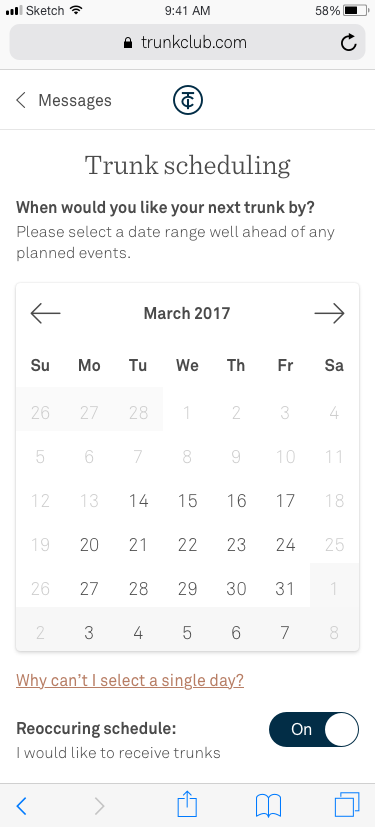 Sketch 9:41 AM 58%
trunkclub.com
Messages
Trunk scheduling
When would you like your next trunk by?
Please select a date range well ahead of any
planned events.
March 2017
Su Mo Tu We Th Fr Sa
26 27 28 1 2 3 4
5 6 7 8 9 10 11
12 13 14 15 16 17 18
19 20 21 22 23 24 25
26 27 28 29 30 31 1
2 3 4 5 6 7 8
Why can't I select a single day?
Reoccuring schedule: On
I would like to receive trunks